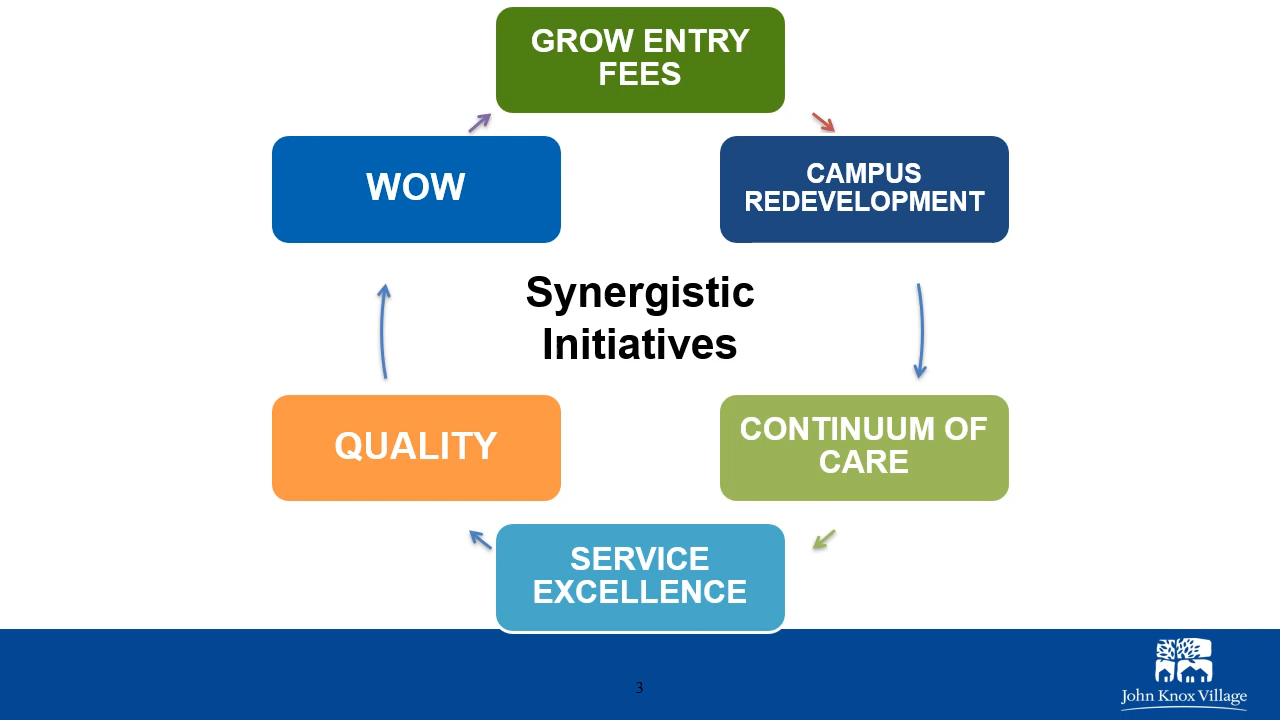 GROW ENTRY
FEES
WOW
CAMPUS
REDEVELOPMENT
Synergistic
Initiatives
QUALITY
CONTINUUM OF
CARE
SERVICE
EXCELLENCE
3
John Knox Village